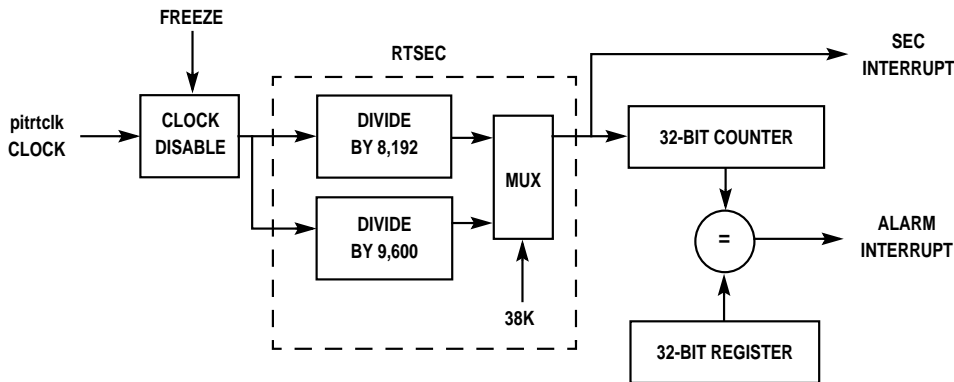 FREEZE
RTSEC
SEC
INTERRUPT
pitrtclk
CLOCK
CLOCK
DISABLE
DIVIDE
BY 8,192
MUX
32-BIT COUNTER
DIVIDE
BY 9,600
=
ALARM
INTERRUPT
38K
32-BIT REGISTER